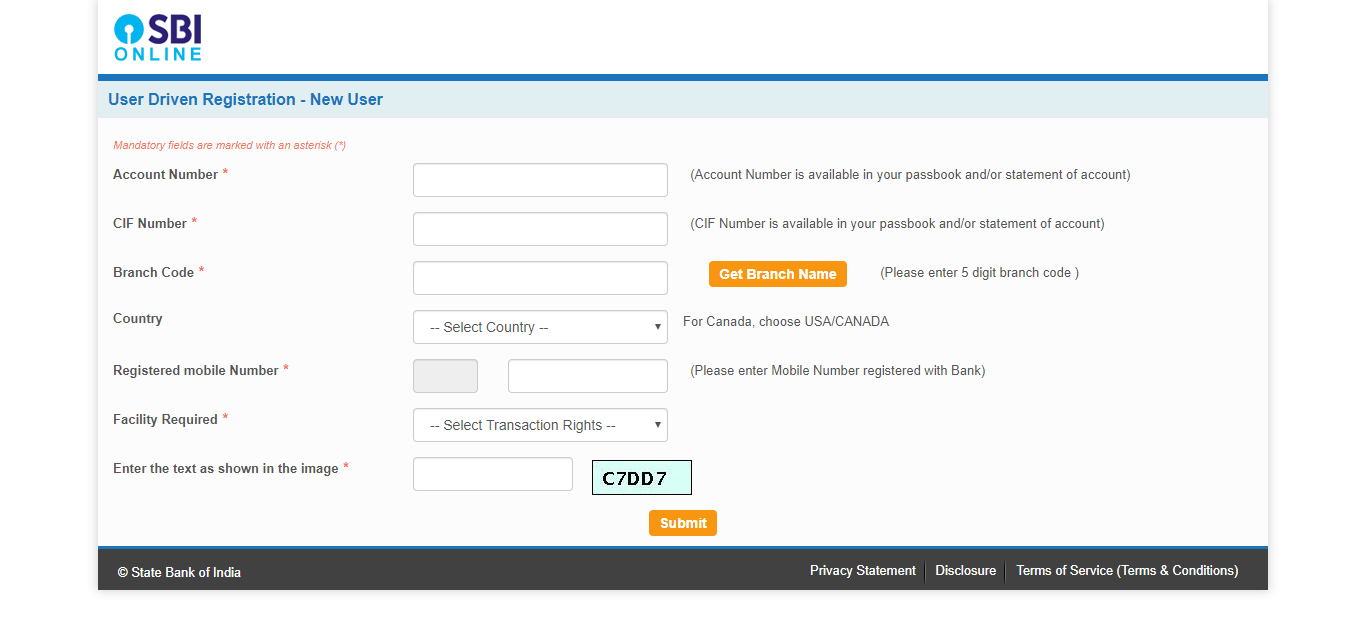 SBI
ONLINE
User Driven Registration - New User
Mandatory fields are marked with an asterisk (*)
Account Number * (Account Number is available in your passbook and/or statement of account)
CIF Number * (CIF Number is available in your passbook and/or statement of account)
Branch Code * Get Branch Name (Please enter 5 digit branch code )
Country -- Select Country -- For Canada, choose USA/CANADA
Registered mobile Number * (Please enter Mobile Number registered with Bank)
Facility Required * -- Select Transaction Rights --
Enter the text as shown in the image * C7DD7
Submit
© State Bank of India Privacy Statement Disclosure Terms of Service (Terms & Conditions)